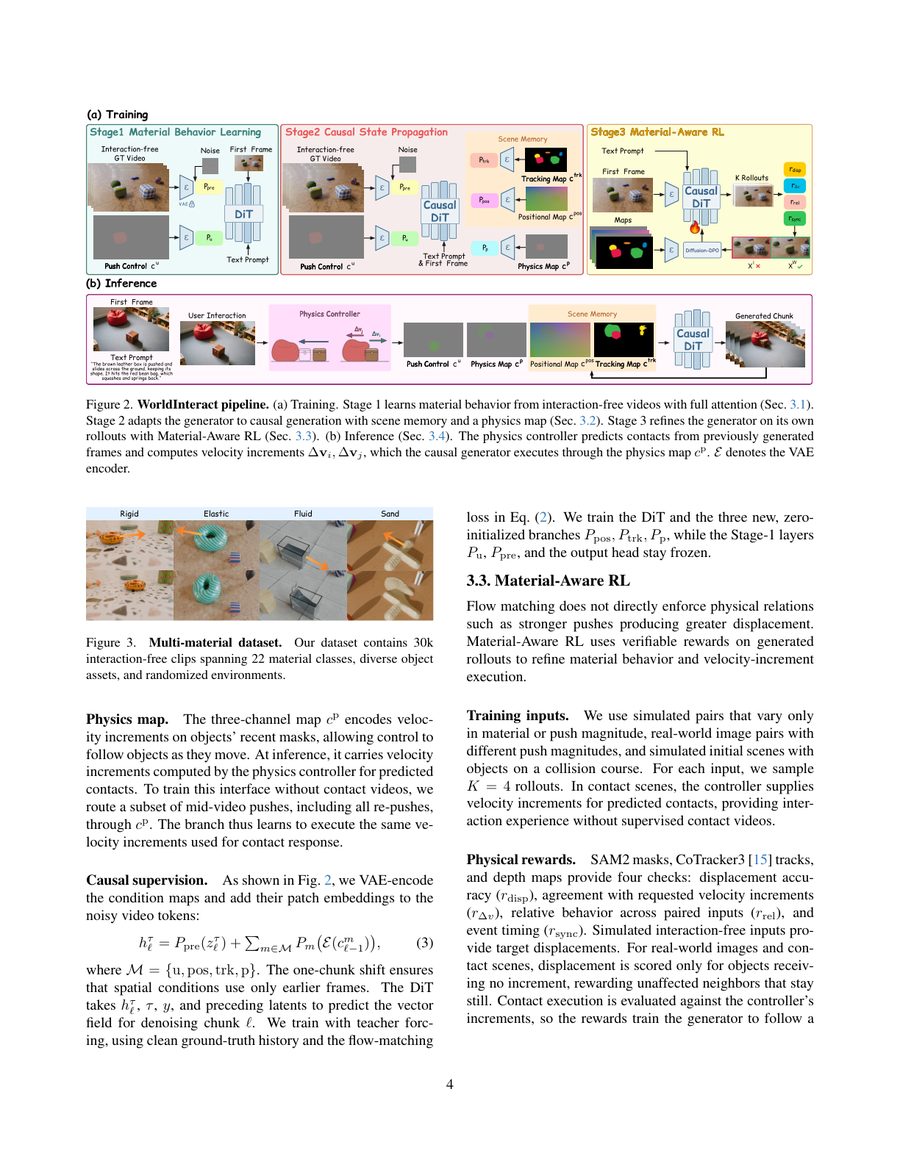 (a) Training
Stage1 Material Behavior Learning
Interaction-free
GT Video
Noise
First Frame
ε
VAE
P_pre
DiT
ε
P_u
Push Control c^u
Text Prompt
Stage2 Causal State Propagation
Interaction-free
GT Video
Noise
ε
P_pre
Causal
DiT
ε
P_u
Push Control c^u
Text Prompt
& First Frame
Scene Memory
P_trk
ε
Tracking Map c^trk
P_pos
ε
Positional Map c^pos
P_p
ε
Physics Map c^p
Stage3 Material-Aware RL
Text Prompt
First Frame
ε
Causal
DiT
K Rollouts
r_disp
r_Δv
r_rel
r_sync
Maps
ε
Diffusion-DPO
X^l ×
X^w ✓
(b) Inference
First Frame
Text Prompt
"The brown leather box is pushed and
slides across the ground, keeping its
shape. It hits the red bean bag, which
squashes and springs back."
User Interaction
Physics Controller
Δv_i
Δv_j
Push Control c^u
Physics Map c^p
Scene Memory
Positional Map c^pos
Tracking Map c^trk
Causal
DiT
Generated Chunk
Figure 2. WorldInteract pipeline. (a) Training. Stage 1 learns material behavior from interaction-free videos with full attention (Sec. 3.1).
Stage 2 adapts the generator to causal generation with scene memory and a physics map (Sec. 3.2). Stage 3 refines the generator on its own
rollouts with Material-Aware RL (Sec. 3.3). (b) Inference (Sec. 3.4). The physics controller predicts contacts from previously generated
frames and computes velocity increments Δv_i, Δv_j, which the causal generator executes through the physics map c^p. ℰ denotes the VAE
encoder.
Rigid
Elastic
Fluid
Sand
Figure 3. Multi-material dataset. Our dataset contains 30k
interaction-free clips spanning 22 material classes, diverse object
assets, and randomized environments.
Physics map. The three-channel map c^p encodes veloc-
ity increments on objects' recent masks, allowing control to
follow objects as they move. At inference, it carries velocity
increments computed by the physics controller for predicted
contacts. To train this interface without contact videos, we
route a subset of mid-video pushes, including all re-pushes,
through c^p. The branch thus learns to execute the same ve-
locity increments used for contact response.
Causal supervision. As shown in Fig. 2, we VAE-encode
the condition maps and add their patch embeddings to the
noisy video tokens:
h_ℓ^τ = P_pre(z_ℓ^τ) + ∑_{m∈ℳ} P_m(ℰ(c_{ℓ−1}^m)), (3)
where ℳ = {u, pos, trk, p}. The one-chunk shift ensures
that spatial conditions use only earlier frames. The DiT
takes h_ℓ^τ, τ, y, and preceding latents to predict the vector
field for denoising chunk ℓ. We train with teacher forc-
ing, using clean ground-truth history and the flow-matching
loss in Eq. (2). We train the DiT and the three new, zero-
initialized branches P_pos, P_trk, P_p, while the Stage-1 layers
P_u, P_pre, and the output head stay frozen.
3.3. Material-Aware RL
Flow matching does not directly enforce physical relations
such as stronger pushes producing greater displacement.
Material-Aware RL uses verifiable rewards on generated
rollouts to refine material behavior and velocity-increment
execution.
Training inputs. We use simulated pairs that vary only
in material or push magnitude, real-world image pairs with
different push magnitudes, and simulated initial scenes with
objects on a collision course. For each input, we sample
K = 4 rollouts. In contact scenes, the controller supplies
velocity increments for predicted contacts, providing inter-
action experience without supervised contact videos.
Physical rewards. SAM2 masks, CoTracker3 [15] tracks,
and depth maps provide four checks: displacement accu-
racy (r_disp), agreement with requested velocity increments
(r_Δv), relative behavior across paired inputs (r_rel), and
event timing (r_sync). Simulated interaction-free inputs pro-
vide target displacements. For real-world images and con-
tact scenes, displacement is scored only for objects receiv-
ing no increment, rewarding unaffected neighbors that stay
still. Contact execution is evaluated against the controller's
increments, so the rewards train the generator to follow a
4